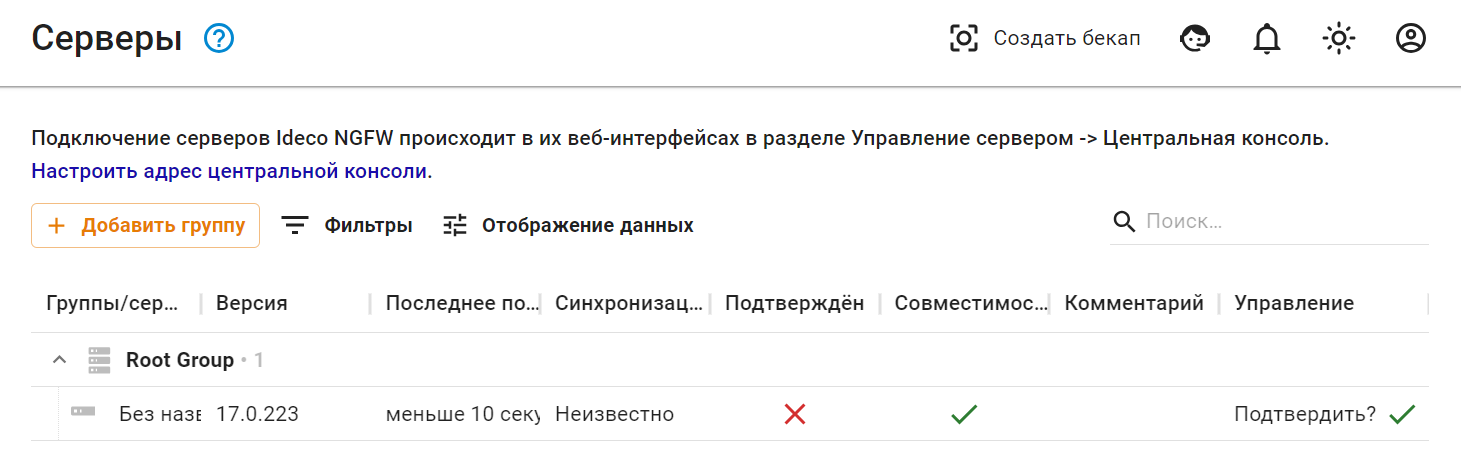 Серверы
Создать бекап
Подключение серверов Ideco NGFW происходит в их веб-интерфейсах в разделе Управление сервером -> Центральная консоль.
Настроить адрес центральной консоли.
+ Добавить группу Фильтры Отображение данных Поиск...
Группы/сер... Версия Последнее по... Синхронизац... Подтверждён Совместимос... Комментарий Управление
Root Group • 1
Без назв 17.0.223 меньше 10 секу Неизвестно Подтвердить?